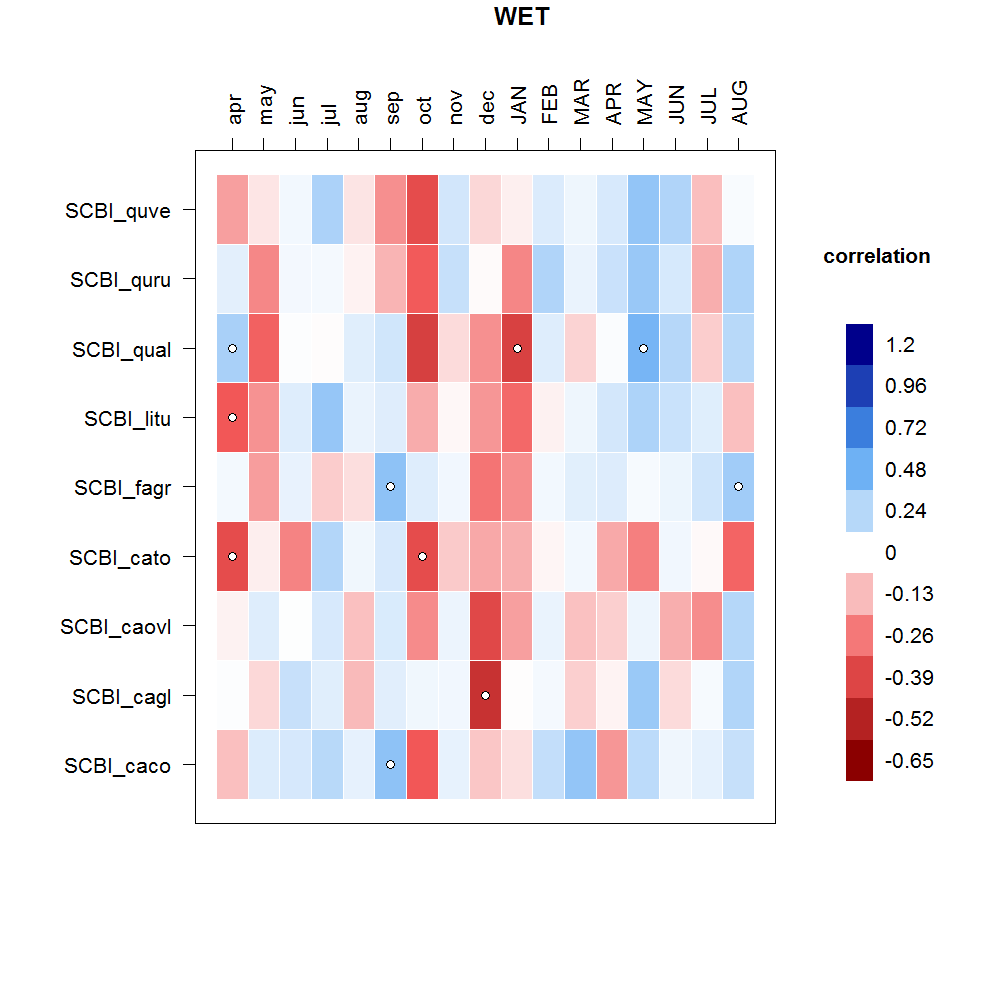 WET
apr may jun jul aug sep oct nov dec JAN FEB MAR APR MAY JUN JUL AUG
SCBI_quve
SCBI_quru
SCBI_qual
SCBI_litu
SCBI_fagr
SCBI_cato
SCBI_caovl
SCBI_cagl
SCBI_caco
correlation
1.2
0.96
0.72
0.48
0.24
0
-0.13
-0.26
-0.39
-0.52
-0.65